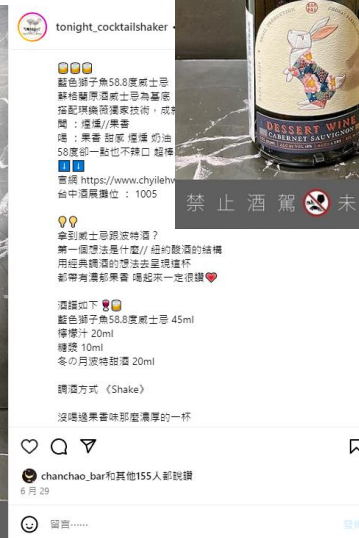 tonight_cocktailshaker •
藍色獅子魚58.8度威士忌
蘇格蘭原酒威士忌為基底
搭配琪樂薇獨家技術，成
聞：煙燻//果香
喝：果香 甜感 煙燻 奶油
58度卻一點也不辣口 超棒
官網 https://www.chyilehw
台中酒展攤位 ： 1005
拿到威士忌跟波特酒？
第一個想法是什麼// 紐約酸酒的結構
用經典調酒的想法去呈現這杯
都帶有濃郁果香 喝起來一定很讚
酒譜如下
藍色獅子魚58.8度威士忌 45ml
檸檬汁 20ml
糖漿 10ml
冬の月波特甜酒 20ml
調酒方式 《Shake》
沒喝過果香味那麼濃厚的一杯
chanchao_bar和其他155人都說讚
6 月 29
留言……
DESSERT WINE
CABERNET SAUVIGNON
禁止酒駕 未